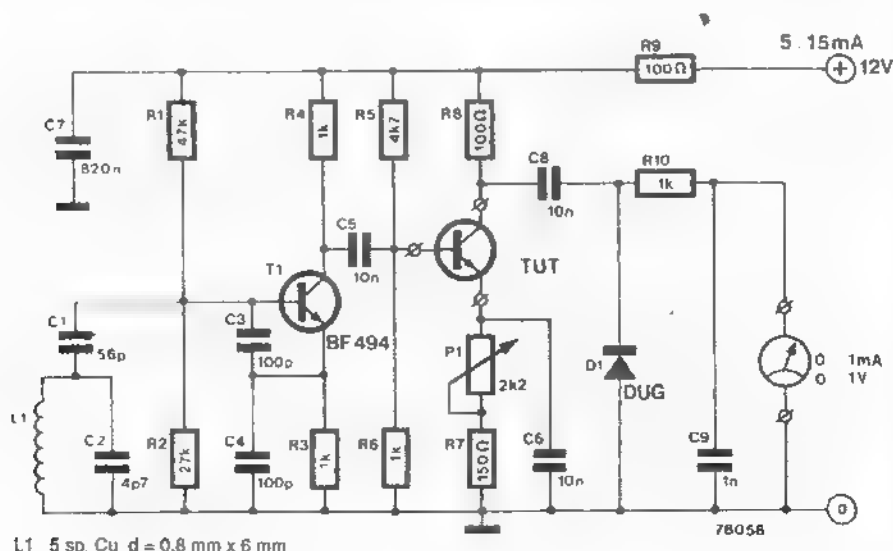 R9
5 . 15mA
100Ω
12V
C7
820n
R1
47k
R4
1k
R5
4k7
R8
100Ω
C8
10n
R10
1k
C5
10n
T1
BF494
TUT
C1
56p
C3
100p
P1
2k2
D1
DUG
0
0
1mA
1V
L1
C2
4p7
R2
27k
C4
100p
R3
1k
R6
1k
R7
150Ω
C6
10n
C9
1n
0
78058
L1 5 sp. Cu d = 0,8 mm x 6 mm